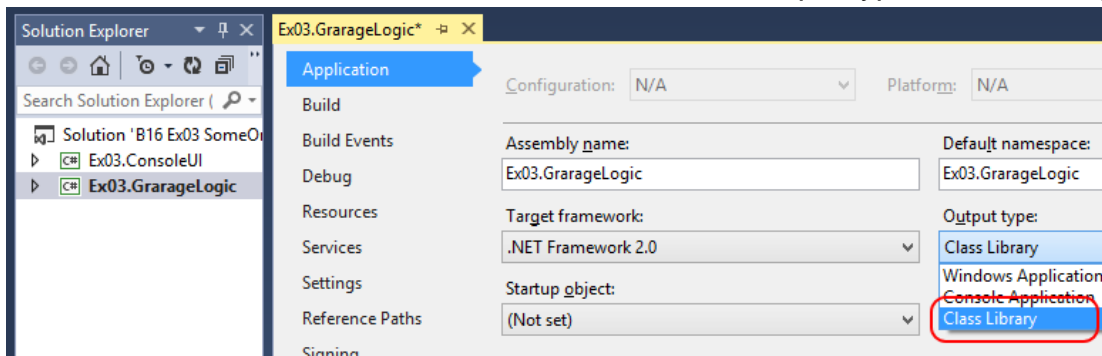 Solution Explorer
Search Solution Explorer (
Solution 'B16 Ex03 SomeO
C# Ex03.ConsoleUI
C# Ex03.GrarageLogic
Ex03.GrarageLogic*
Application
Build
Build Events
Debug
Resources
Services
Settings
Reference Paths
Signing
Configuration: N/A
Platform: N/A
Assembly name:
Ex03.GrarageLogic
Default namespace:
Ex03.GrarageLogic
Target framework:
.NET Framework 2.0
Output type:
Class Library
Windows Application
Console Application
Class Library
Startup object:
(Not set)